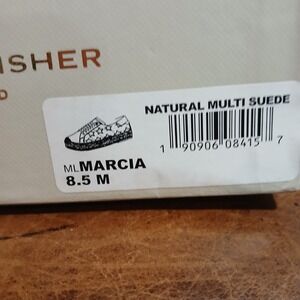 ISHER
D
NATURAL MULTI SUEDE
1 90906 08415 7
MLMARCIA
8.5 M